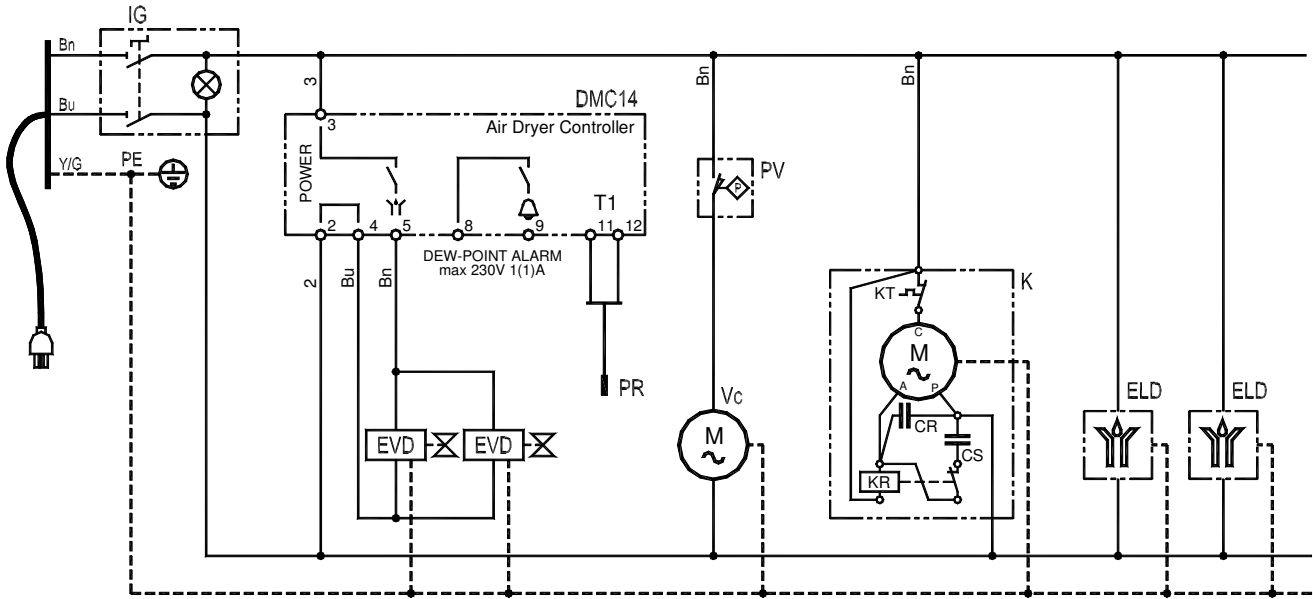 IG
Bn
Bu
Y/G
PE
3
DMC14
3
Air Dryer Controller
POWER
T1
2
4
5
8
9
11
12
DEW-POINT ALARM
max 230V 1(1)A
2
Bu
Bn
PR
EVD
EVD
Bn
P
PV
Vc
M
Bn
K
KT
C
M
A
P
CR
CS
KR
ELD
ELD